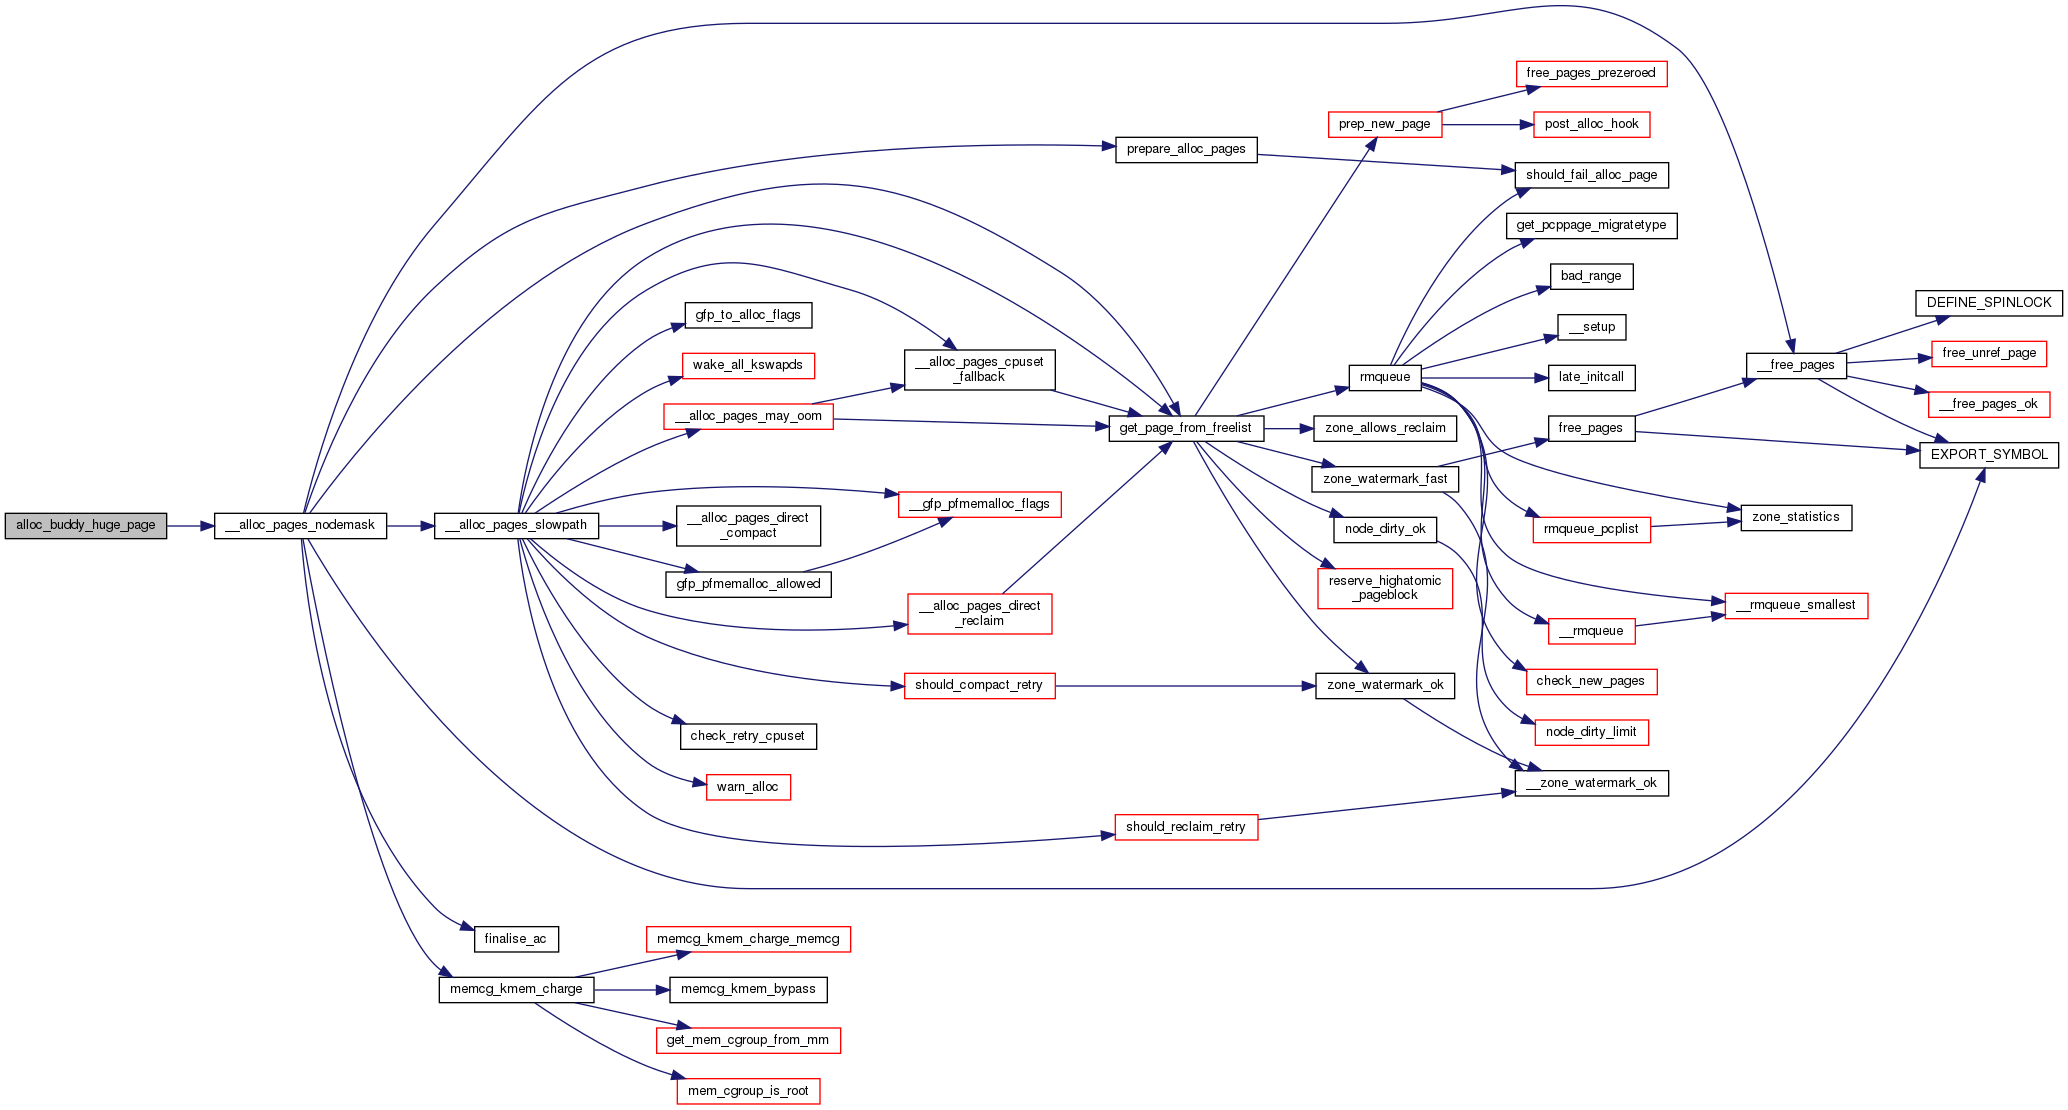 alloc_buddy_huge_page
__alloc_pages_nodemask
__alloc_pages_slowpath
finalise_ac
memcg_kmem_charge
gfp_to_alloc_flags
wake_all_kswapds
__alloc_pages_may_oom
__alloc_pages_direct
_compact
gfp_pfmemalloc_allowed
check_retry_cpuset
warn_alloc
memcg_kmem_charge_memcg
memcg_kmem_bypass
get_mem_cgroup_from_mm
mem_cgroup_is_root
__alloc_pages_cpuset
_fallback
__gfp_pfmemalloc_flags
__alloc_pages_direct
_reclaim
should_compact_retry
prepare_alloc_pages
get_page_from_freelist
should_reclaim_retry
prep_new_page
rmqueue
zone_allows_reclaim
zone_watermark_fast
node_dirty_ok
reserve_highatomic
_pageblock
zone_watermark_ok
free_pages_prezeroed
post_alloc_hook
should_fail_alloc_page
get_pcppage_migratetype
bad_range
__setup
late_initcall
free_pages
rmqueue_pcplist
__rmqueue
check_new_pages
node_dirty_limit
__zone_watermark_ok
__free_pages
zone_statistics
__rmqueue_smallest
DEFINE_SPINLOCK
free_unref_page
__free_pages_ok
EXPORT_SYMBOL